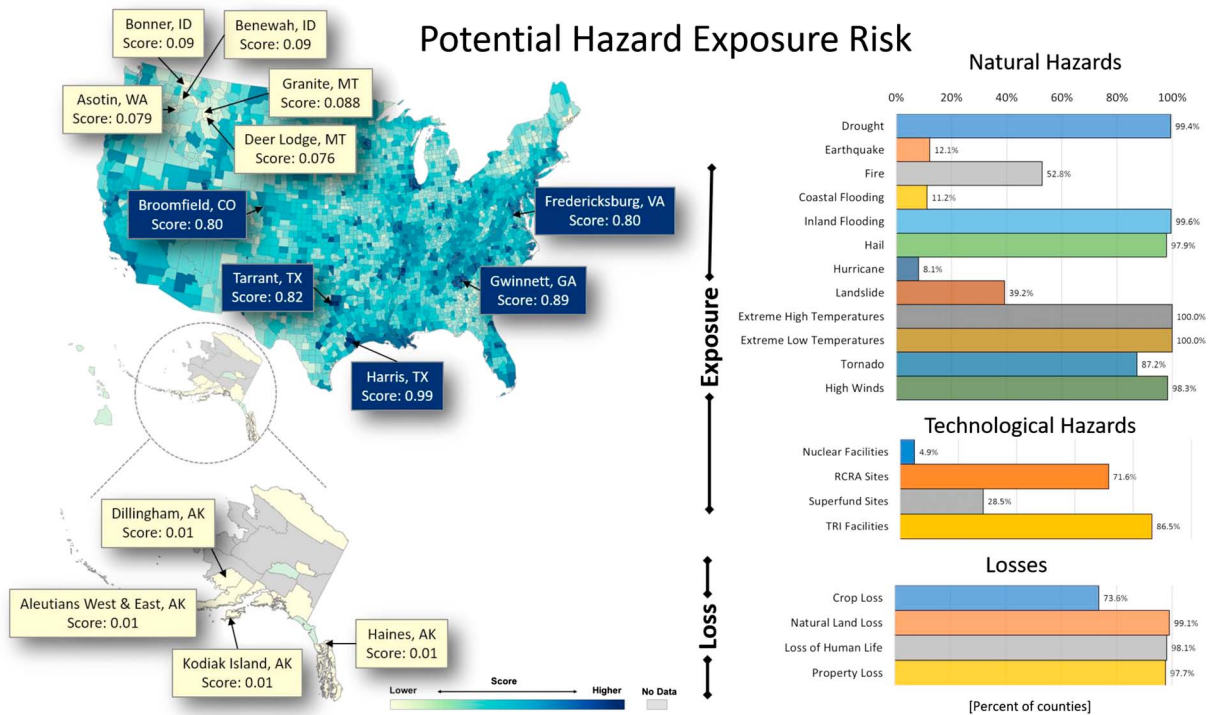 Potential Hazard Exposure Risk
Bonner, ID
Score: 0.09
Benewah, ID
Score: 0.09
Asotin, WA
Score: 0.079
Granite, MT
Score: 0.088
Deer Lodge, MT
Score: 0.076
Broomfield, CO
Score: 0.80
Fredericksburg, VA
Score: 0.80
Tarrant, TX
Score: 0.82
Gwinnett, GA
Score: 0.89
Harris, TX
Score: 0.99
Dillingham, AK
Score: 0.01
Aleutians West & East, AK
Score: 0.01
Kodiak Island, AK
Score: 0.01
Haines, AK
Score: 0.01
Lower Score Higher No Data
Exposure
Loss
Natural Hazards
0% 20% 40% 60% 80% 100%
Drought 99.4%
Earthquake 12.1%
Fire 52.8%
Coastal Flooding 11.2%
Inland Flooding 99.6%
Hail 97.9%
Hurricane 8.1%
Landslide 39.2%
Extreme High Temperatures 100.0%
Extreme Low Temperatures 100.0%
Tornado 87.2%
High Winds 98.3%
Technological Hazards
Nuclear Facilities 4.9%
RCRA Sites 71.6%
Superfund Sites 28.5%
TRI Facilities 86.5%
Losses
Crop Loss 73.6%
Natural Land Loss 99.1%
Loss of Human Life 98.1%
Property Loss 97.7%
[Percent of counties]